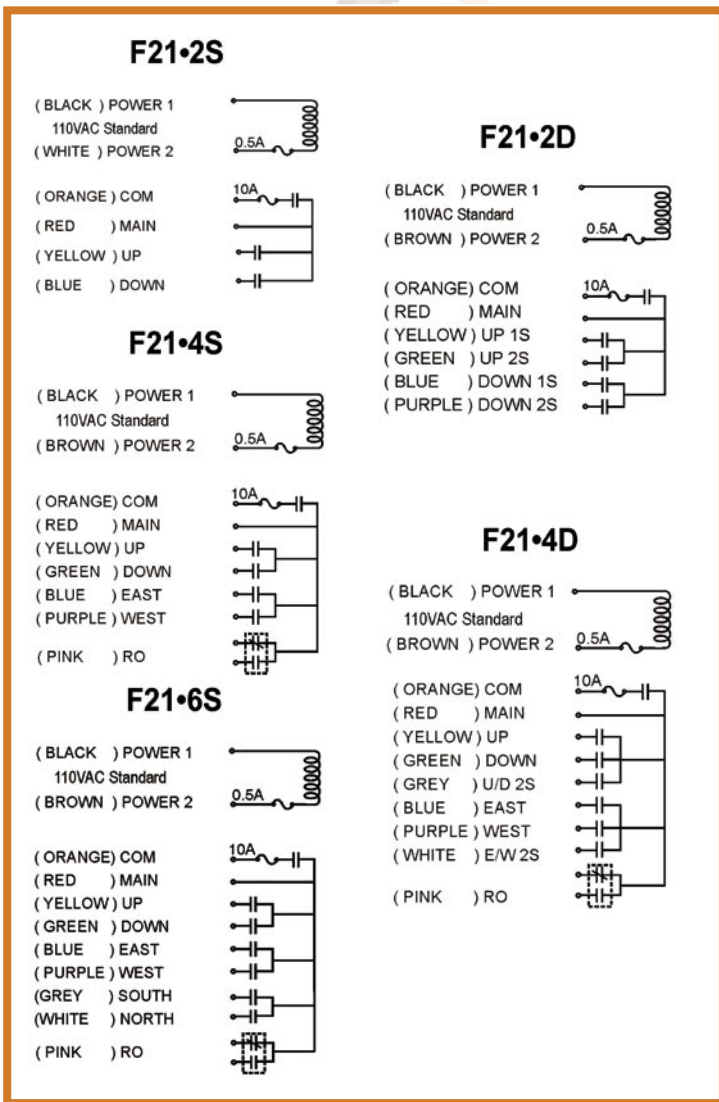 F21•2S
( BLACK ) POWER 1
110VAC Standard
( WHITE ) POWER 2 0.5A
( ORANGE ) COM 10A
( RED ) MAIN
( YELLOW ) UP
( BLUE ) DOWN
F21•4S
( BLACK ) POWER 1
110VAC Standard
( BROWN ) POWER 2 0.5A
( ORANGE) COM 10A
( RED ) MAIN
( YELLOW ) UP
( GREEN ) DOWN
( BLUE ) EAST
( PURPLE ) WEST
( PINK ) RO
F21•6S
( BLACK ) POWER 1
110VAC Standard
( BROWN ) POWER 2 0.5A
( ORANGE) COM 10A
( RED ) MAIN
( YELLOW ) UP
( GREEN ) DOWN
( BLUE ) EAST
( PURPLE ) WEST
(GREY ) SOUTH
(WHITE ) NORTH
( PINK ) RO
F21•2D
( BLACK ) POWER 1
110VAC Standard
( BROWN ) POWER 2 0.5A
( ORANGE) COM 10A
( RED ) MAIN
( YELLOW ) UP 1S
( GREEN ) UP 2S
( BLUE ) DOWN 1S
( PURPLE ) DOWN 2S
F21•4D
( BLACK ) POWER 1
110VAC Standard
( BROWN ) POWER 2 0.5A
( ORANGE) COM 10A
( RED ) MAIN
( YELLOW ) UP
( GREEN ) DOWN
( GREY ) U/D 2S
( BLUE ) EAST
( PURPLE ) WEST
( WHITE ) E/W 2S
( PINK ) RO